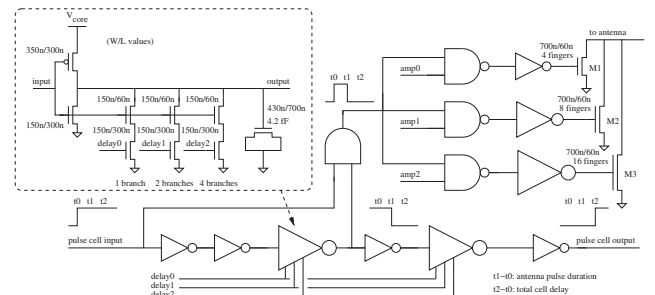 Vcore
350n/300n
(W/L values)
input
output
150n/60n 150n/60n 150n/60n
430n/700n
4.2 fF
150n/300n
150n/300n 150n/300n 150n/300n
delay0 delay1 delay2
1 branch 2 branches 4 branches
t0 t1 t2
to antenna
700n/60n
4 fingers
amp0
M1
700n/60n
8 fingers
amp1
M2
700n/60n
16 fingers
amp2
M3
t0 t1 t2
t0 t1 t2
t0 t1 t2
pulse cell input
pulse cell output
delay0
delay1
delay2
t1−t0: antenna pulse duration
t2−t0: total cell delay